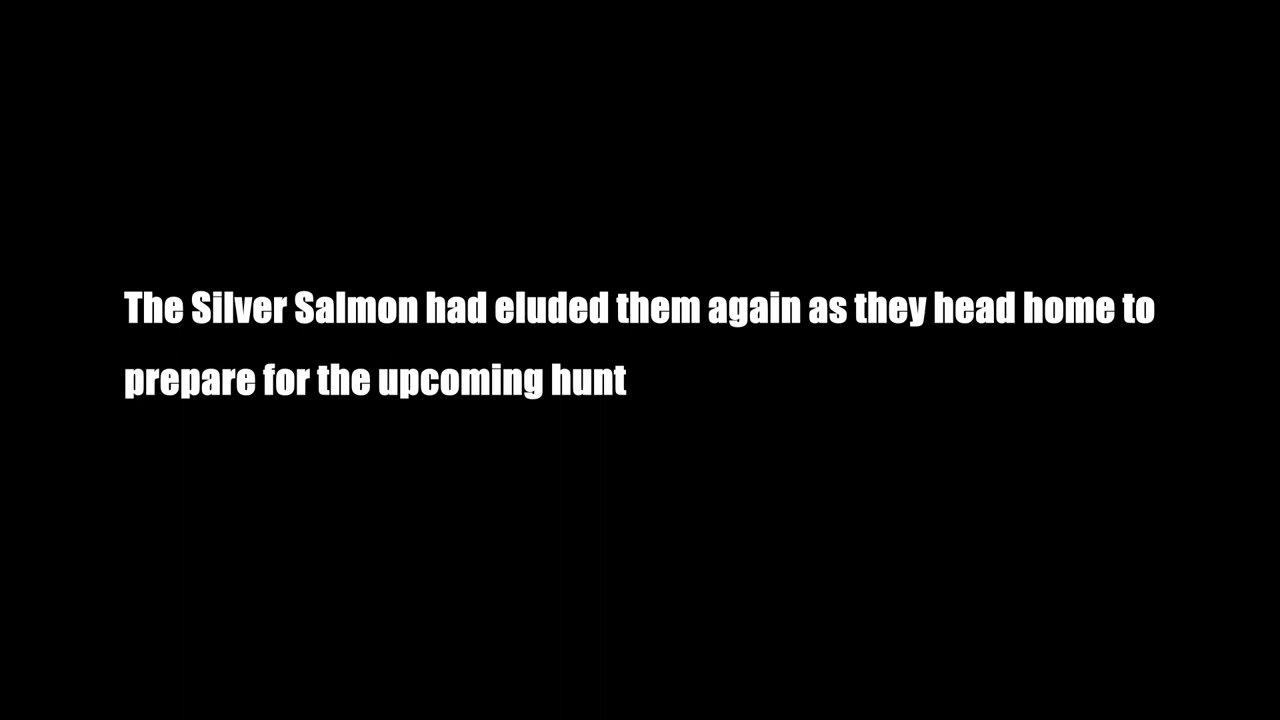 The Silver Salmon had eluded them again as they head home to
prepare for the upcoming hunt